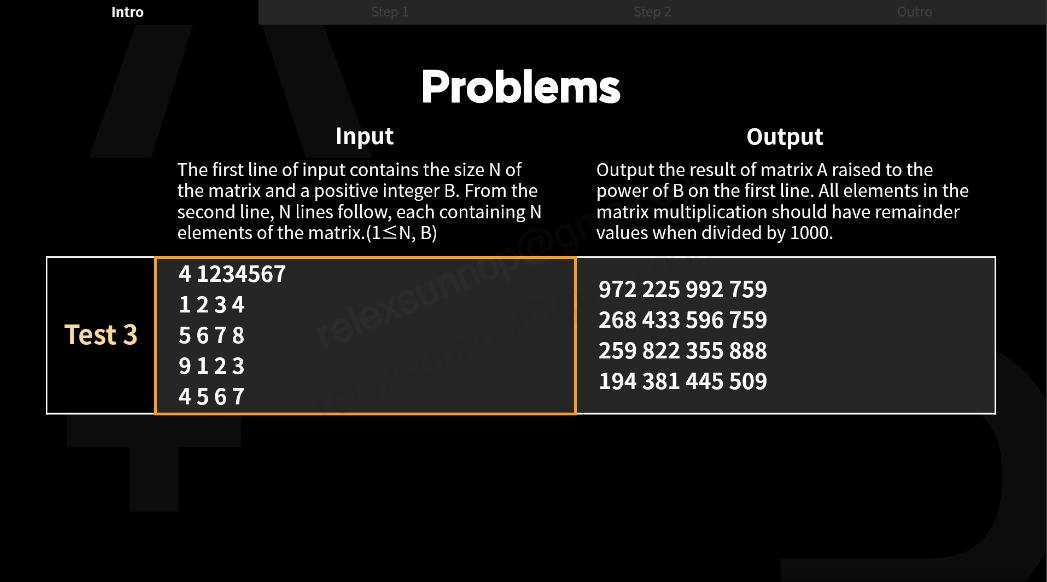 Intro
Step 1
Step 2
Outro
Problems
Input
The first line of input contains the size N of
the matrix and a positive integer B. From the
second line, N lines follow, each containing N
elements of the matrix.(1≤N, B)
Output
Output the result of matrix A raised to the
power of B on the first line. All elements in the
matrix multiplication should have remainder
values when divided by 1000.
Test 3
4 1234567
1 2 3 4
5 6 7 8
9 1 2 3
4 5 6 7
972 225 992 759
268 433 596 759
259 822 355 888
194 381 445 509